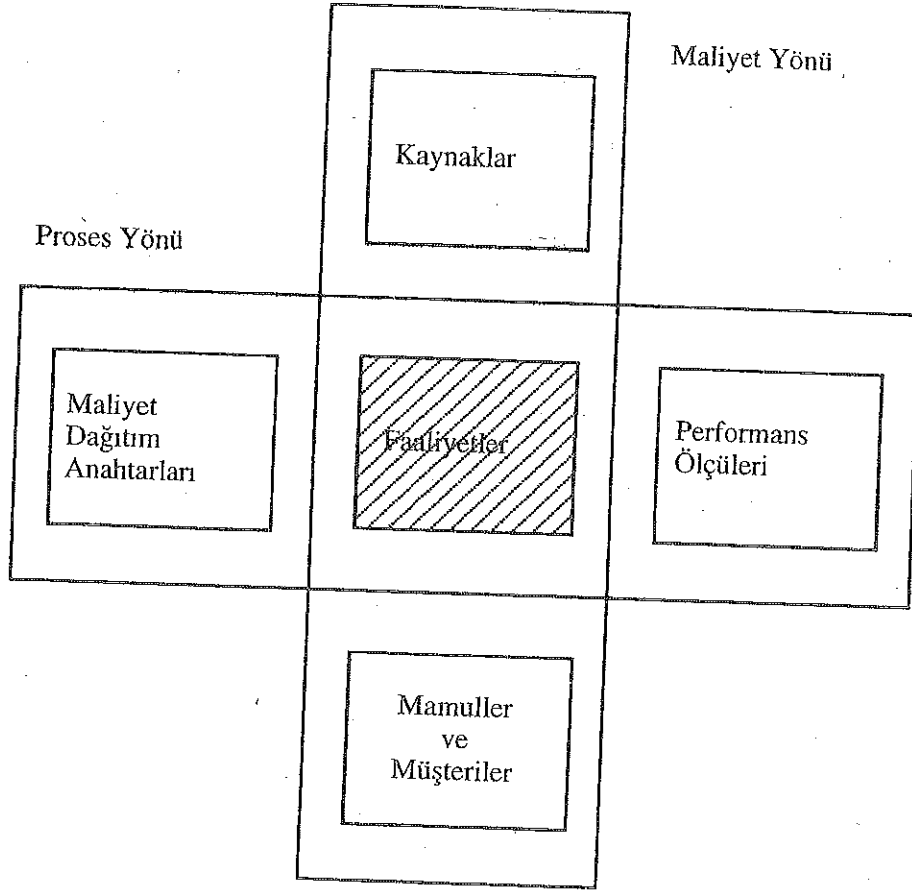 Maliyet Yönü
Kaynaklar
Proses Yönü
Maliyet
Dağıtım
Anahtarları
Faaliyetler
Performans
Ölçüleri
Mamuller
ve
Müşteriler